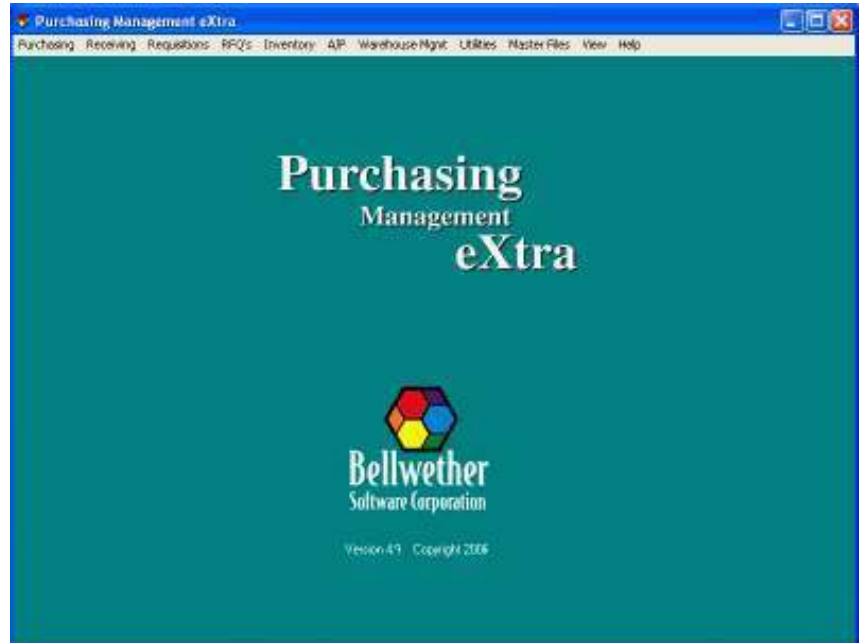 Purchasing Management eXtra
Purchasing Receiving Requisitions RFQ's Inventory A/P Warehouse Mgmt Utilities Master Files View Help
Purchasing
Management
eXtra
Bellwether
Software Corporation
Version 4.9 Copyright 2006